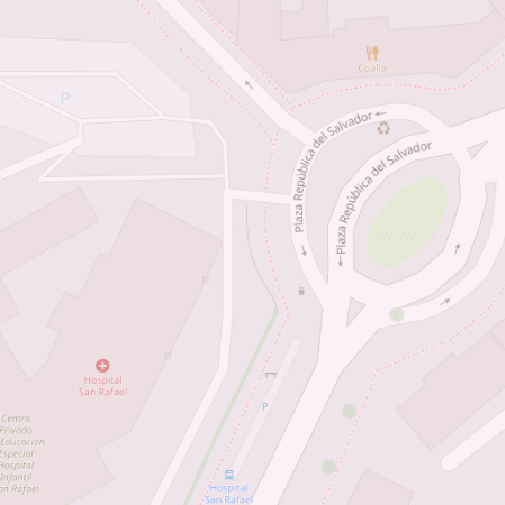 Coalla
P
Plaza República del Salvador
Plaza República del Salvador
Hospital
San Rafael
P
Centro
Privado
Educación
Especial
Hospital
Infantil
an Rafael
Hospital
San Rafael